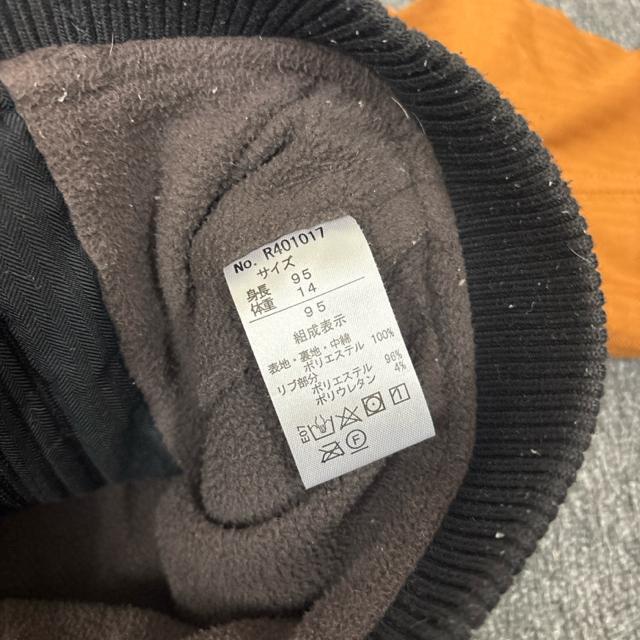 No. R401017
サイズ
身長 95
体重 14
95
組成表示
表地・裏地・中綿
ポリエステル 100%
リブ部分 ポリエステル 96%
ポリウレタン 4%
F